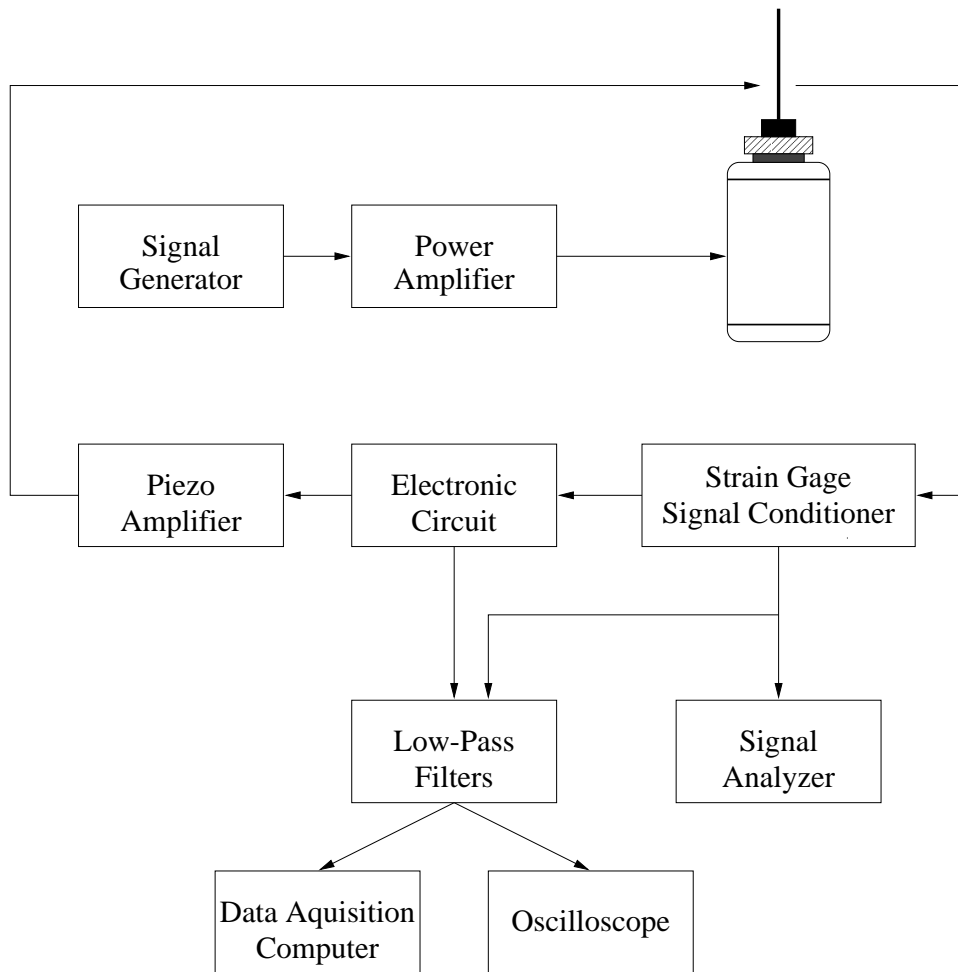 Signal
Generator
Power
Amplifier
Piezo
Amplifier
Electronic
Circuit
Strain Gage
Signal Conditioner
Low-Pass
Filters
Signal
Analyzer
Data Aquisition
Computer
Oscilloscope